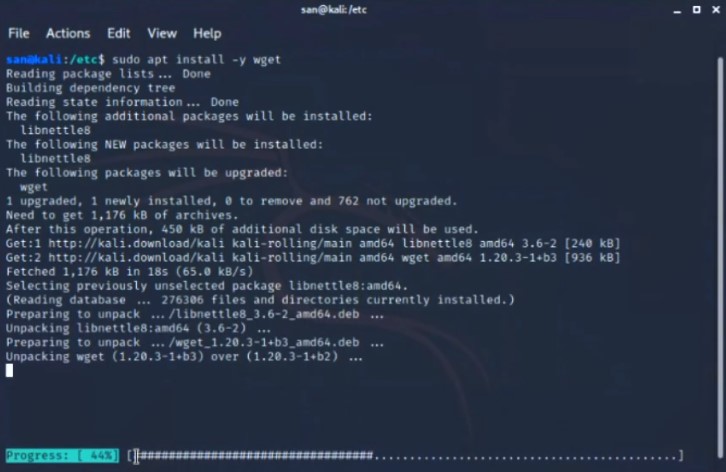 san@kali: /etc
File Actions Edit View Help
san@kali:/etc$ sudo apt install -y wget
Reading package lists ... Done
Building dependency tree
Reading state information ... Done
The following additional packages will be installed:
  libnettle8
The following NEW packages will be installed:
  libnettle8
The following packages will be upgraded:
  wget
1 upgraded, 1 newly installed, 0 to remove and 762 not upgraded.
Need to get 1,176 kB of archives.
After this operation, 450 kB of additional disk space will be used.
Get:1 http://kali.download/kali kali-rolling/main amd64 libnettle8 amd64 3.6-2 [240 kB]
Get:2 http://kali.download/kali kali-rolling/main amd64 wget amd64 1.20.3-1+b3 [936 kB]
Fetched 1,176 kB in 18s (65.0 kB/s)
Selecting previously unselected package libnettle8:amd64.
(Reading database ... 276306 files and directories currently installed.)
Preparing to unpack .../libnettle8_3.6-2_amd64.deb ...
Unpacking libnettle8:amd64 (3.6-2) ...
Preparing to unpack .../wget_1.20.3-1+b3_amd64.deb ...
Unpacking wget (1.20.3-1+b3) over (1.20.3-1+b2) ...
Progress: [ 44%] [##################################...........................................]